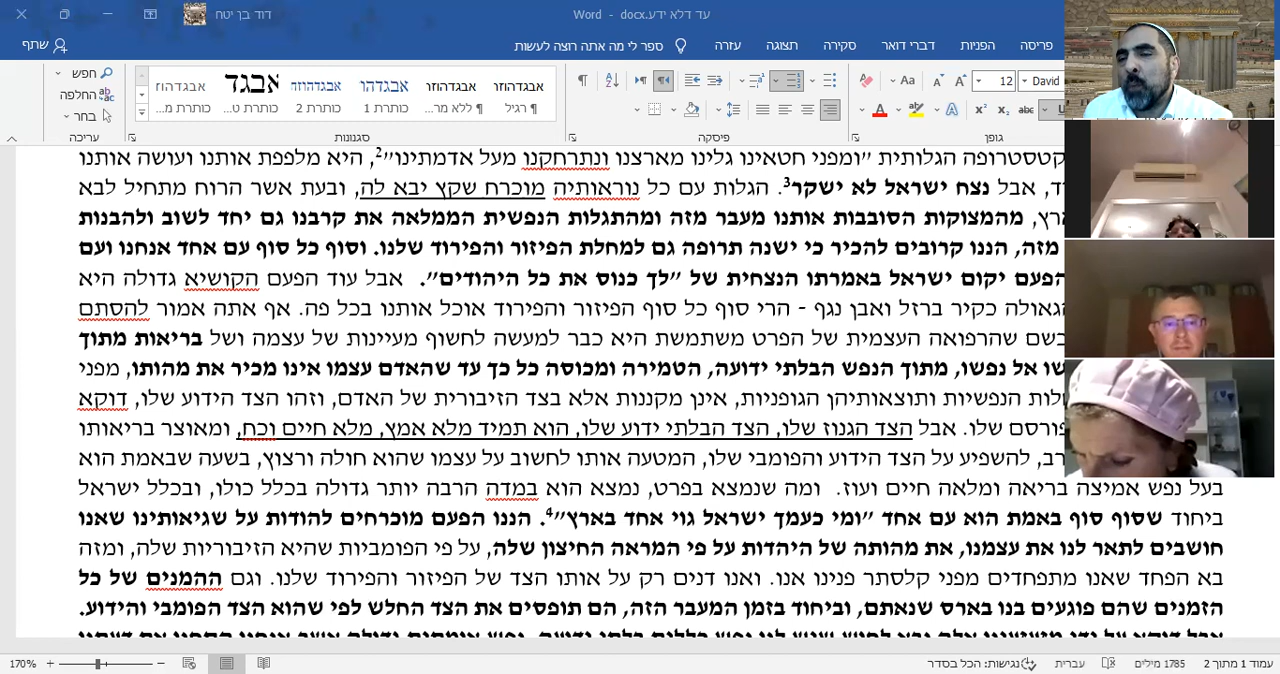 עד דלא ידע.docx - Word
דוד בן יטח
פריסה הפניות דברי דואר סקירה תצוגה עזרה ספר לי מה אתה רוצה לעשות
שתף
David 12
אבגדהוזו אבגדהוזו אבגדהו אבגדהוזח אבגד אבגדהוזח
¶ רגיל ¶ ללא מר... כותרת 1 כותרת 2 כותרת ט... כותרת מ...
חפש
החלפה
בחר
גופן פיסקה סגנונות עריכה
קטסטרופה הגלותית "ומפני חטאינו גלינו מארצנו ונתרחקנו מעל אדמתינו"2, היא מלפפת אותנו ועושה אותנו
וד, אבל נצח ישראל לא ישקר3. הגלות עם כל נוראותיה מוכרח שקץ יבא לה, ובעת אשר הרוח מתחיל לבא
ארץ, מהמצוקות הסובבות אותנו מעבר מזה ומהתגלות הנפשית הממלאה את קרבנו גם יחד לשוב ולהבנות
מזה, הננו קרובים להכיר כי ישנה תרופה גם למחלת הפיזור והפירוד שלנו. וסוף כל סוף עם אחד אנחנו ועם
הפעם יקום ישראל באמרתו הנצחית של "לך כנוס את כל היהודים". אבל עוד הפעם הקושיא גדולה היא
הגאולה כקיר ברזל ואבן נגף - הרי סוף כל סוף הפיזור והפירוד אוכל אותנו בכל פה. אף אתה אמור להסתם
כשם שהרפואה העצמית של הפרט משתמשת היא כבר למעשה לחשוף מעיינות של עצמה ושל בריאות מתוך
שו אל נפשו, מתוך הנפש הבלתי ידועה, הטמירה ומכוסה כל כך עד שהאדם עצמו אינו מכיר את מהותו, מפני
לות הנפשיות ותוצאותיהן הגופניות, אינן מקננות אלא בצד הזיבורית של האדם, וזהו הצד הידוע שלו, דוקא
פורסם שלו. אבל הצד הגנוז שלו, הצד הבלתי ידוע שלו, הוא תמיד מלא אמץ, מלא חיים וכח, ומאוצר בריאותו
רב, להשפיע על הצד הידוע והפומבי שלו, המטעה אותו לחשוב על עצמו שהוא חולה ורצוץ, בשעה שבאמת הוא
בעל נפש אמיצה בריאה ומלאה חיים ועוז. ומה שנמצא בפרט, נמצא הוא במדה הרבה יותר גדולה בכלל כולו, ובכלל ישראל
ביחוד שסוף סוף באמת הוא עם אחד "ומי כעמך ישראל גוי אחד בארץ"4. הננו הפעם מוכרחים להודות על שגיאותינו שאנו
חושבים לתאר לנו את עצמנו, את מהותה של היהדות על פי המראה החיצון שלה, על פי הפומביות שהיא הזיבוריות שלה, ומזה
בא הפחד שאנו מתפחדים מפני קלסתר פנינו אנו. ואנו דנים רק על אותו הצד של הפיזור והפירוד שלנו. וגם ההמנים של כל
הזמנים שהם פוגעים בנו בארס שנאתם, וביחוד בזמן המעבר הזה, הם תופסים את הצד החלש לפי שהוא הצד הפומבי והידוע.
עמוד 1 מתוך 2 1785 מילים עברית נגישות: הכל בסדר 170%